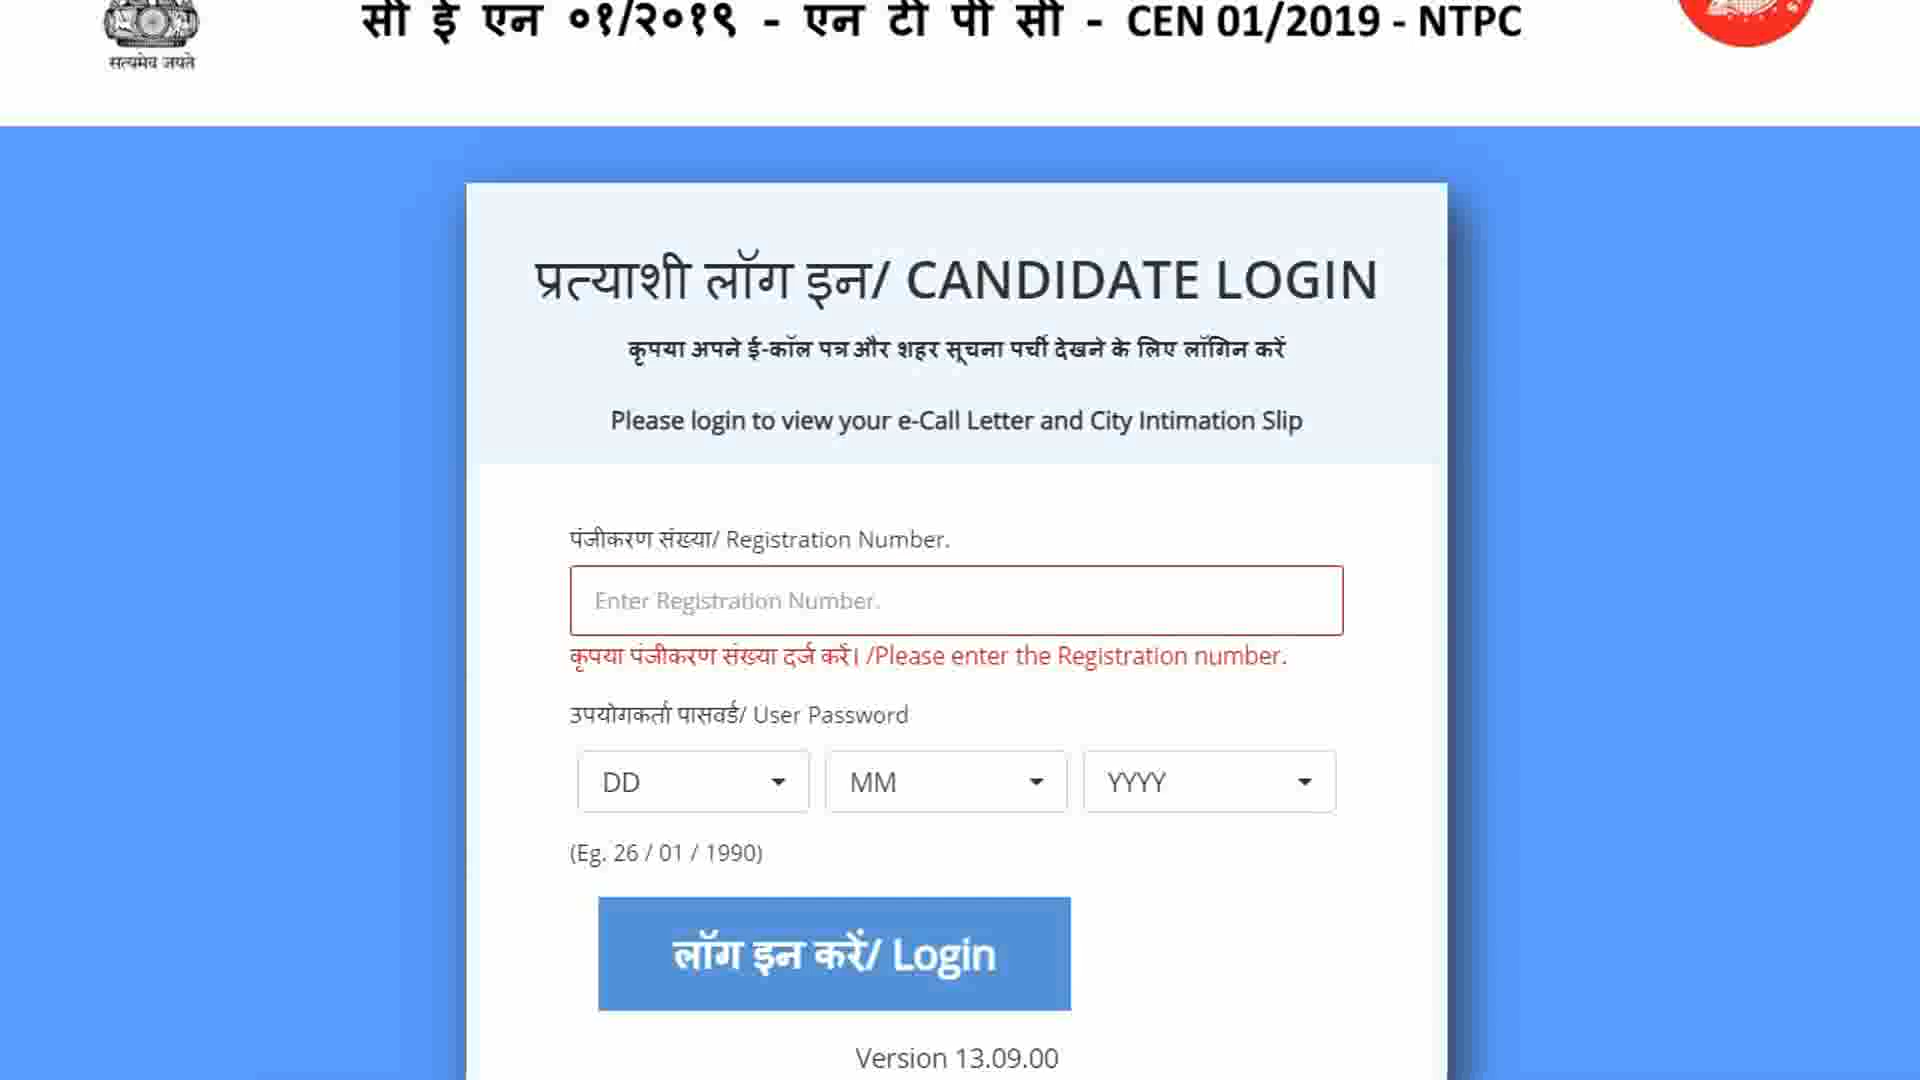 सी ई एन ०१/२०१९ - एन टी पी सी - CEN 01/2019 - NTPC
सत्यमेव जयते
प्रत्याशी लॉग इन/ CANDIDATE LOGIN
कृपया अपने ई-कॉल पत्र और शहर सूचना पर्ची देखने के लिए लॉगिन करें
Please login to view your e-Call Letter and City Intimation Slip
पंजीकरण संख्या/ Registration Number.
Enter Registration Number.
कृपया पंजीकरण संख्या दर्ज करें। /Please enter the Registration number.
उपयोगकर्ता पासवर्ड/ User Password
DD MM YYYY
(Eg. 26 / 01 / 1990)
लॉग इन करें/ Login
Version 13.09.00